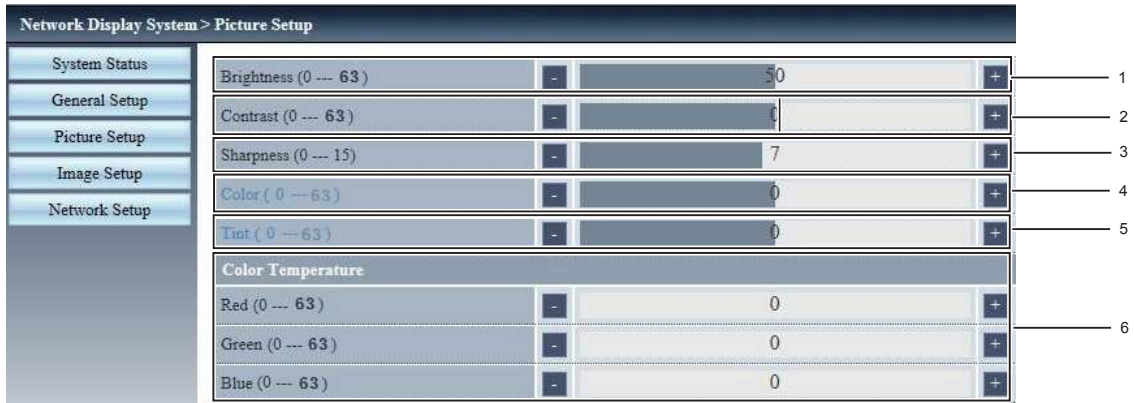 Network Display System > Picture Setup
System Status
General Setup
Picture Setup
Image Setup
Network Setup
Brightness (0 --- 63) - 50 + 1
Contrast (0 --- 63) - 0 + 2
Sharpness (0 --- 15) - 7 + 3
Color ( 0 --- 63) - 0 + 4
Tint ( 0 --- 63) - 0 + 5
Color Temperature
Red (0 --- 63) - 0 +
Green (0 --- 63) - 0 + 6
Blue (0 --- 63) - 0 +